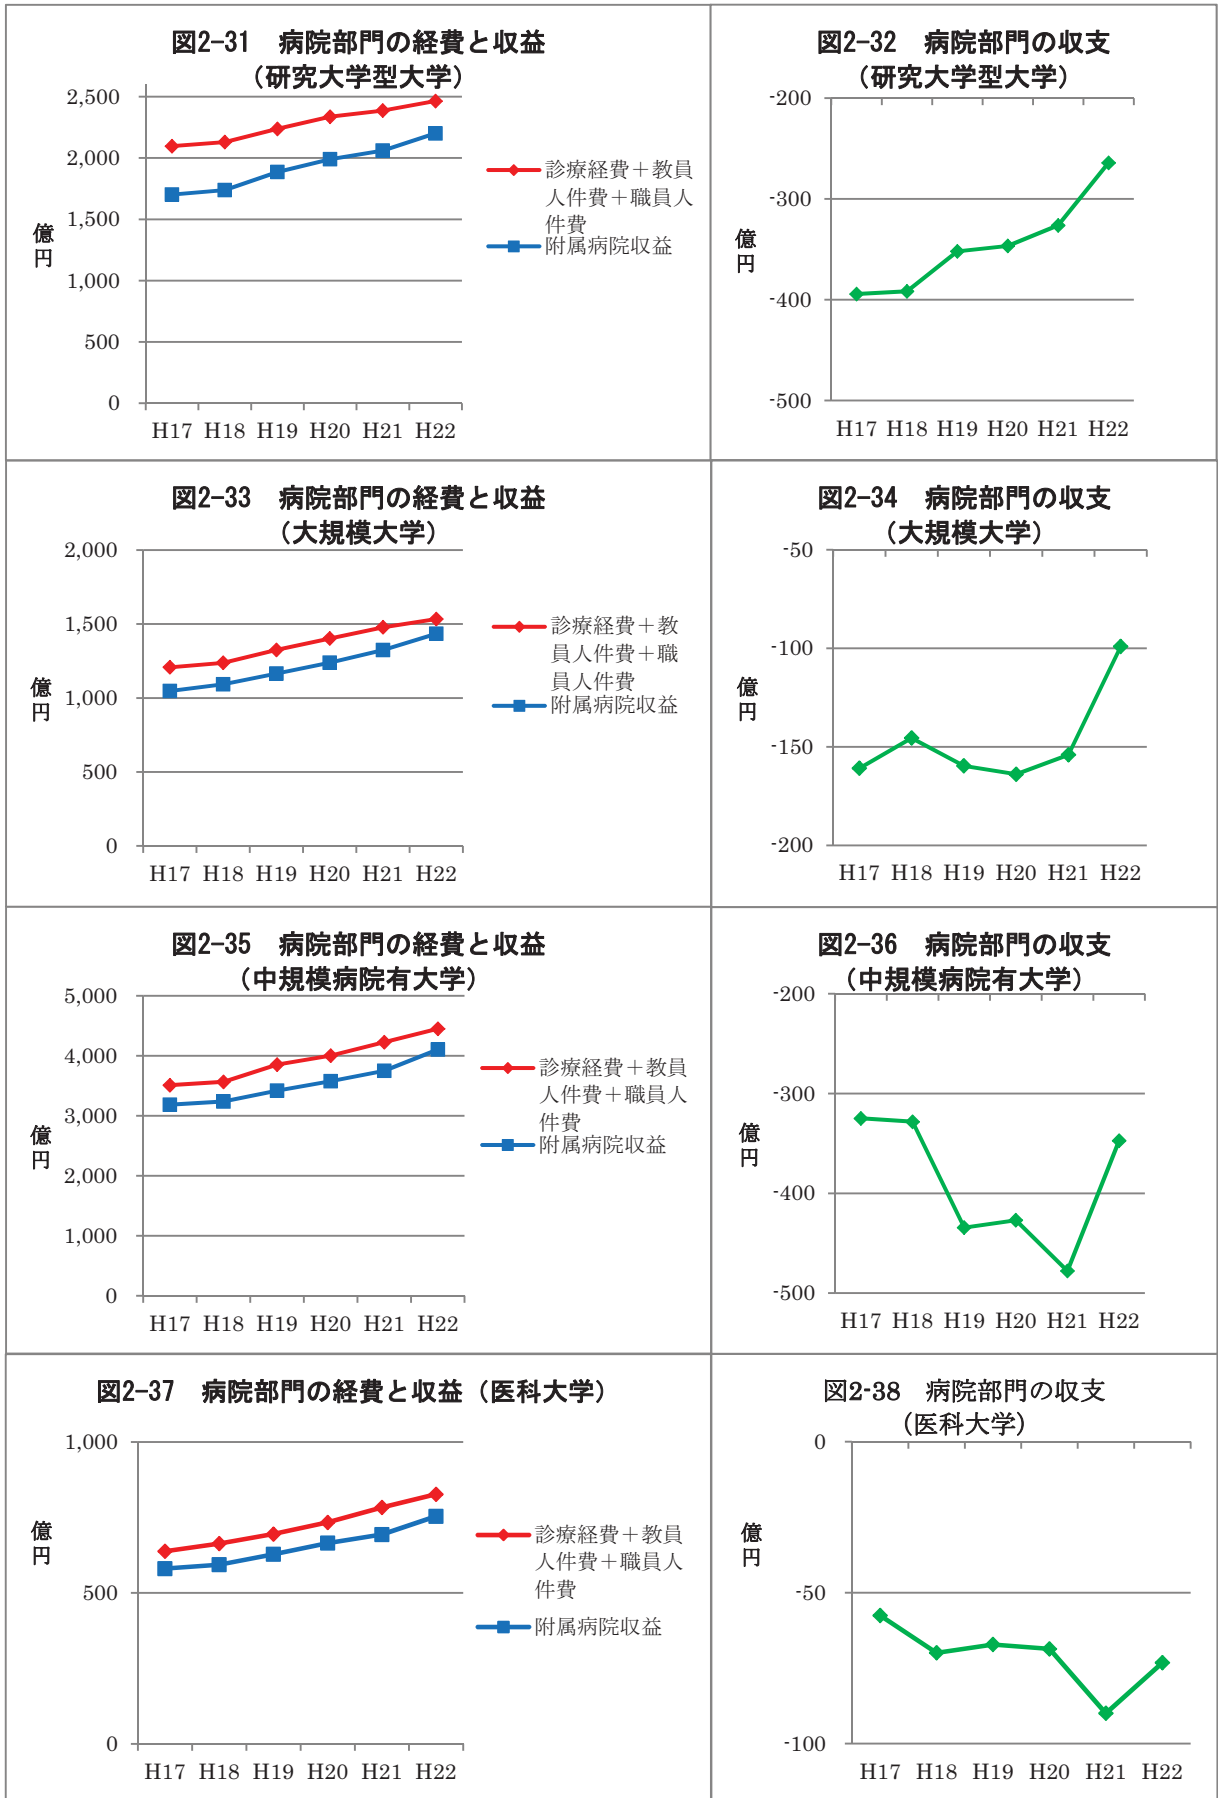 図2-31　病院部門の経費と収益
（研究大学型大学）
2,500
2,000
1,500
1,000
500
0
億円
H17 H18 H19 H20 H21 H22
診療経費＋教員
人件費＋職員人
件費
附属病院収益
図2-32　病院部門の収支
（研究大学型大学）
-200
-300
-400
-500
億円
H17 H18 H19 H20 H21 H22
図2-33　病院部門の経費と収益
（大規模大学）
2,000
1,500
1,000
500
0
億円
H17 H18 H19 H20 H21 H22
診療経費＋教
員人件費＋職
員人件費
附属病院収益
図2-34　病院部門の収支
（大規模大学）
-50
-100
-150
-200
億円
H17 H18 H19 H20 H21 H22
図2-35　病院部門の経費と収益
（中規模病院有大学）
5,000
4,000
3,000
2,000
1,000
0
億円
H17 H18 H19 H20 H21 H22
診療経費＋教員
人件費＋職員人
件費
附属病院収益
図2-36　病院部門の収支
（中規模病院有大学）
-200
-300
-400
-500
億円
H17 H18 H19 H20 H21 H22
図2-37　病院部門の経費と収益（医科大学）
1,000
500
0
億円
H17 H18 H19 H20 H21 H22
診療経費＋教員
人件費＋職員人
件費
附属病院収益
図2-38　病院部門の収支
（医科大学）
0
-50
-100
億円
H17 H18 H19 H20 H21 H22